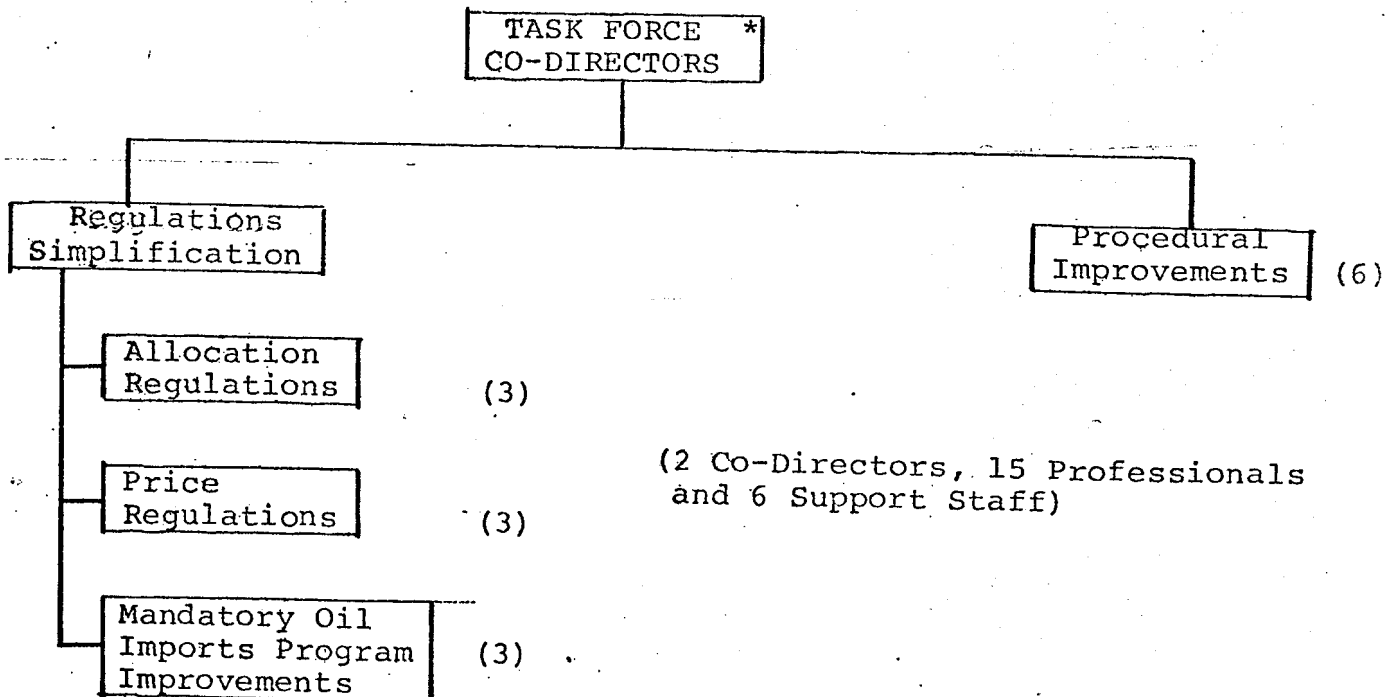 TASK FORCE *
CO-DIRECTORS
Regulations
Simplification
Procedural
Improvements (6)
Allocation
Regulations (3)
(2 Co-Directors, 15 Professionals
and 6 Support Staff)
Price
Regulations (3)
Mandatory Oil
Imports Program (3)
Improvements